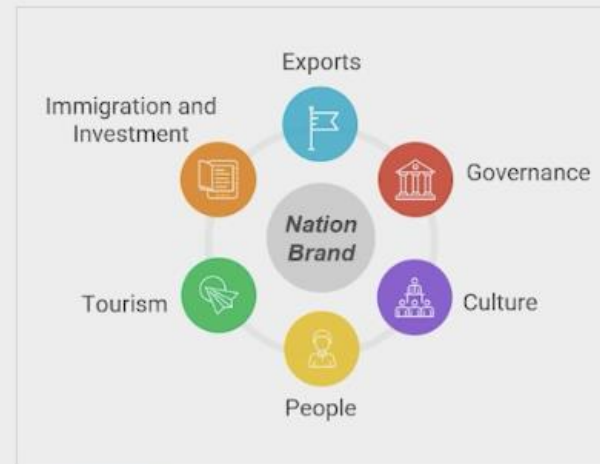 Exports
Immigration and
Investment
Governance
Nation
Brand
Tourism
Culture
People